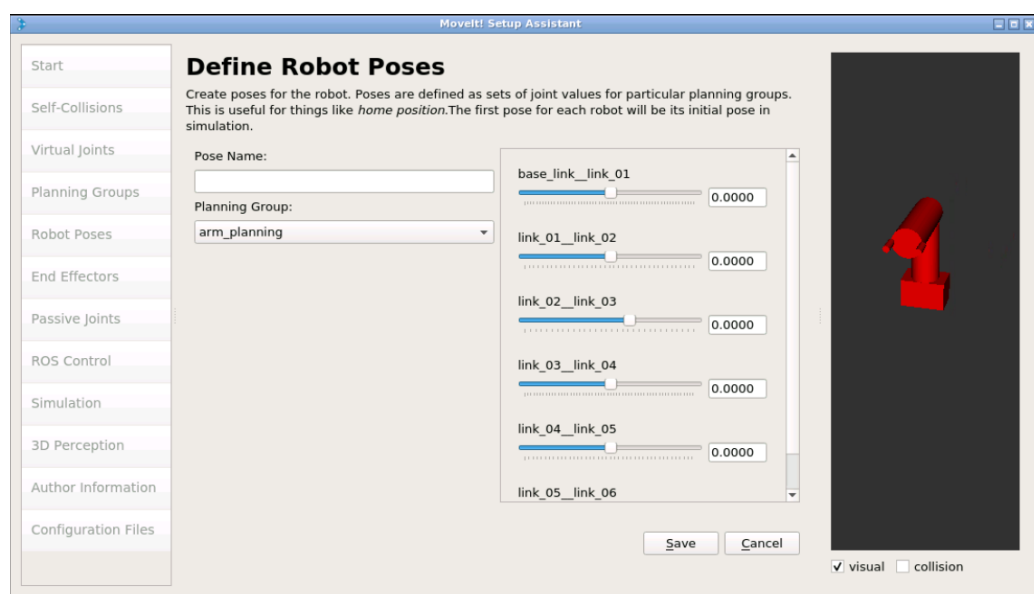 MoveIt! Setup Assistant
Start
Self-Collisions
Virtual Joints
Planning Groups
Robot Poses
End Effectors
Passive Joints
ROS Control
Simulation
3D Perception
Author Information
Configuration Files
Define Robot Poses
Create poses for the robot. Poses are defined as sets of joint values for particular planning groups.
This is useful for things like home position.The first pose for each robot will be its initial pose in
simulation.
Pose Name:
Planning Group:
arm_planning
base_link__link_01
0.0000
link_01__link_02
0.0000
link_02__link_03
0.0000
link_03__link_04
0.0000
link_04__link_05
0.0000
link_05__link_06
Save
Cancel
visual
collision